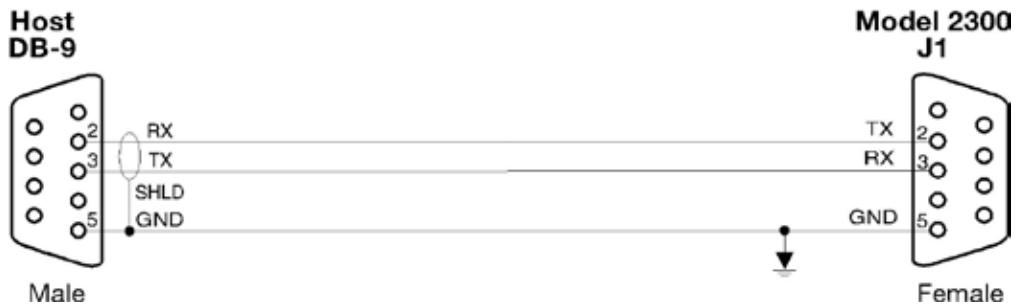 Host
DB-9
Model 2300
J1
2 RX
TX 2
3 TX
RX 3
SHLD
5 GND
GND 5
Male
Female